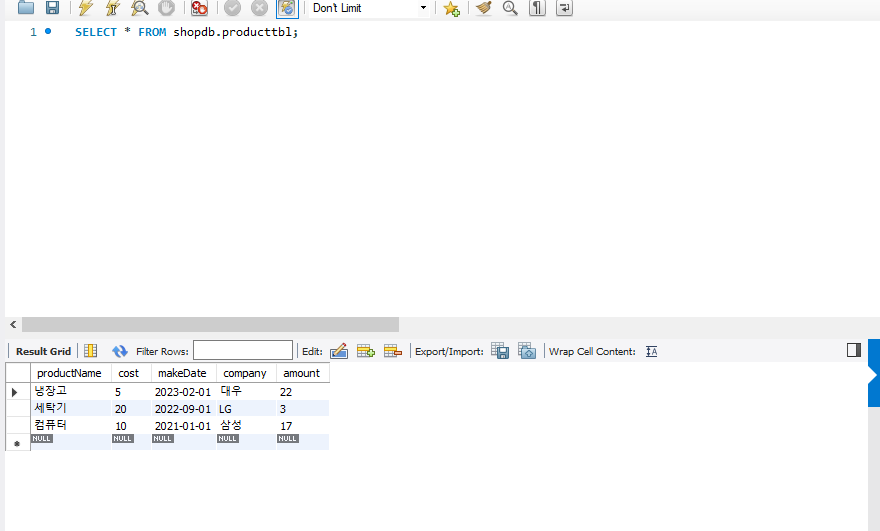 Don't Limit
1 SELECT * FROM shopdb.producttbl;
Result Grid Filter Rows: Edit: Export/Import: Wrap Cell Content:
productName cost makeDate company amount
냉장고 5 2023-02-01 대우 22
세탁기 20 2022-09-01 LG 3
컴퓨터 10 2021-01-01 삼성 17
NULL NULL NULL NULL NULL